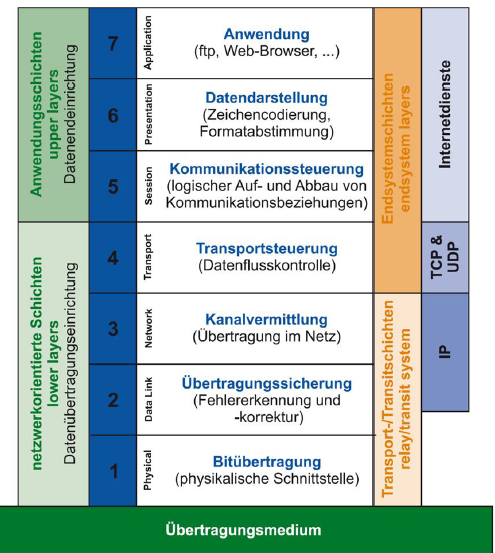 Anwendungsschichten
upper layers
Datenendeinrichtung
7
Application
Anwendung
(ftp, Web-Browser, ...)
6
Presentation
Datendarstellung
(Zeichencodierung,
Formatabstimmung)
5
Session
Kommunikationssteuerung
(logischer Auf- und Abbau von
Kommunikationsbeziehungen)
Endsystemschichten
endsystem layers
Internetdienste
netzwerkorientierte Schichten
lower layers
Datenübertragungseinrichtung
4
Transport
Transportsteuerung
(Datenflusskontrolle)
TCP &
UDP
3
Network
Kanalvermittlung
(Übertragung im Netz)
2
Data Link
Übertragungssicherung
(Fehlererkennung und
-korrektur)
1
Physical
Bitübertragung
(physikalische Schnittstelle)
Transport-/Transitschichten
relay/transit system
IP
Übertragungsmedium